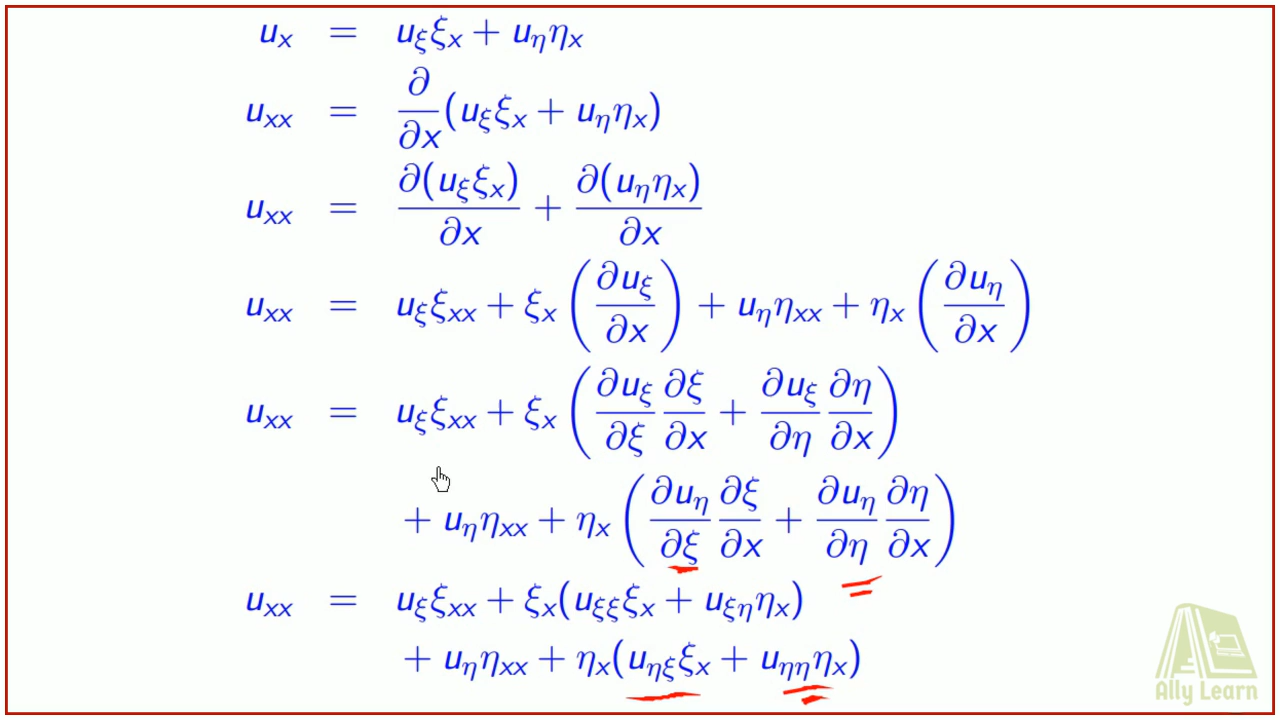 u_x = u_ξ ξ_x + u_η η_x
u_xx = ∂/∂x (u_ξ ξ_x + u_η η_x)
u_xx = ∂(u_ξ ξ_x)/∂x + ∂(u_η η_x)/∂x
u_xx = u_ξ ξ_xx + ξ_x (∂u_ξ/∂x) + u_η η_xx + η_x (∂u_η/∂x)
u_xx = u_ξ ξ_xx + ξ_x (∂u_ξ/∂ξ ∂ξ/∂x + ∂u_ξ/∂η ∂η/∂x)
+ u_η η_xx + η_x (∂u_η/∂ξ ∂ξ/∂x + ∂u_η/∂η ∂η/∂x)
u_xx = u_ξ ξ_xx + ξ_x (u_ξξ ξ_x + u_ξη η_x)
+ u_η η_xx + η_x (u_ηξ ξ_x + u_ηη η_x)
Ally Learn